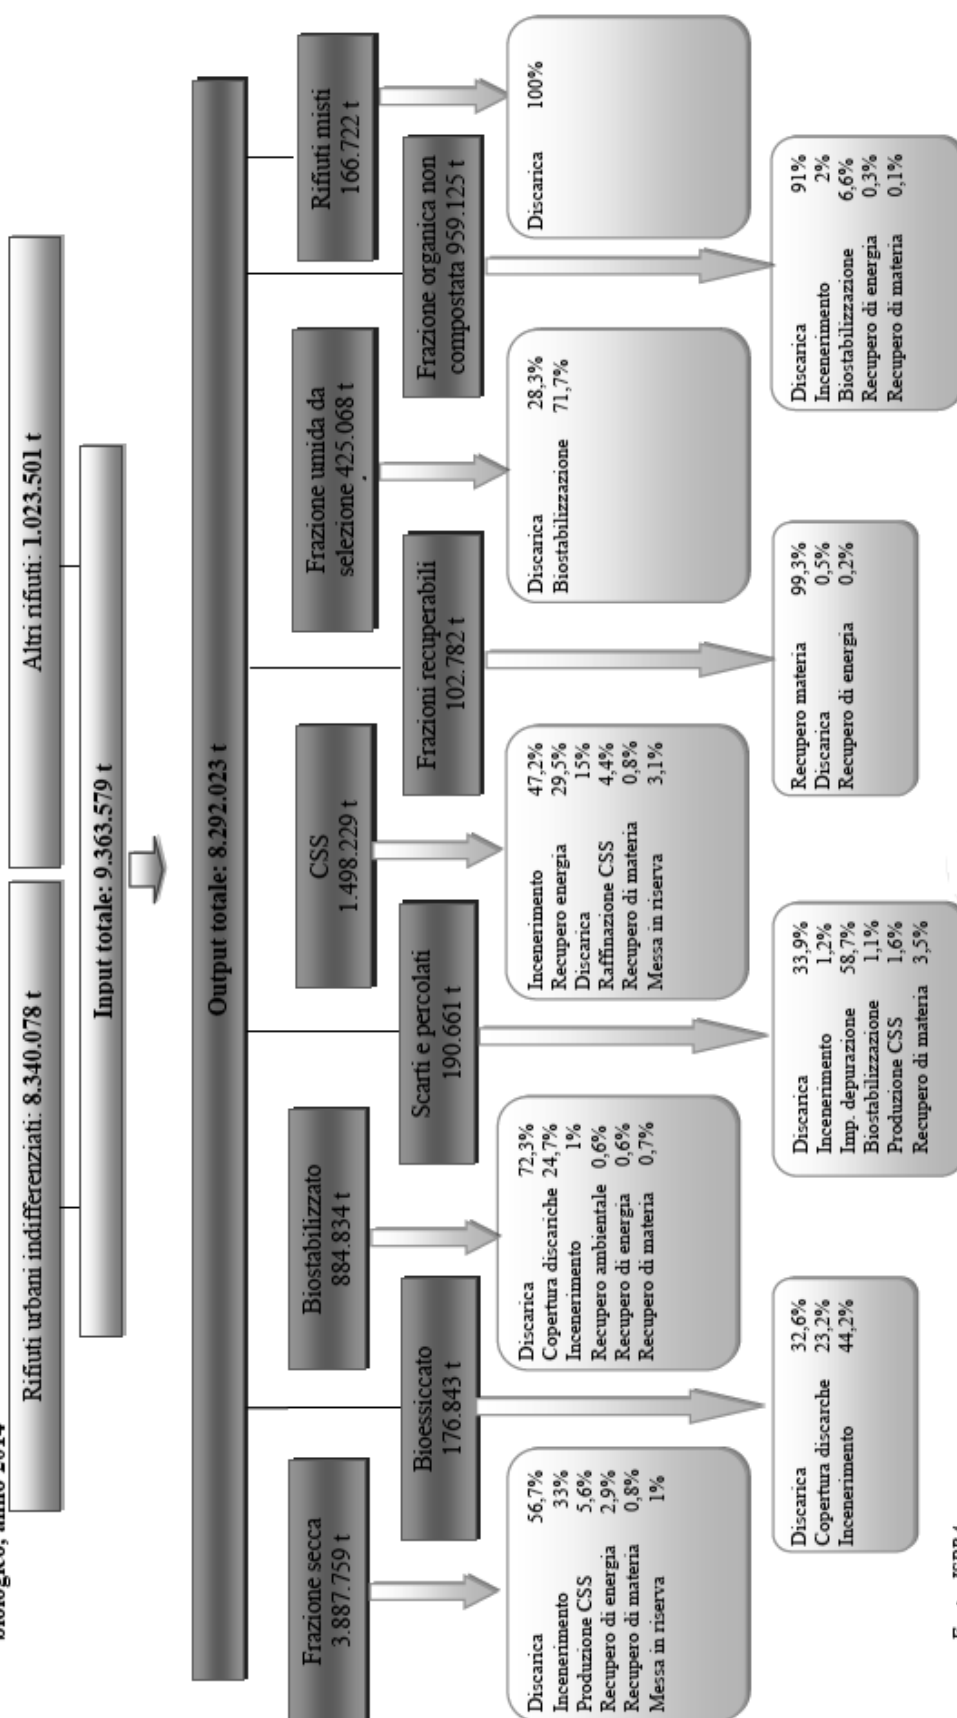 biologico, anno 2014
Rifiuti urbani indifferenziati: 8.340.078 t
Altri rifiuti: 1.023.501 t
Input totale: 9.363.579 t
Output totale: 8.292.023 t
Frazione secca
3.887.759 t
Biostabilizzato
884.834 t
CSS
1.498.229 t
Frazione umida da
selezione 425.068 t
Rifiuti misti
166.722 t
Bioessiccato
176.843 t
Scarti e percolati
190.661 t
Frazioni recuperabili
102.782 t
Frazione organica non
compostata 959.125 t
Discarica 56,7%
Incenerimento 33%
Produzione CSS 5,6%
Recupero di energia 2,9%
Recupero di materia 0,8%
Messa in riserva 1%
Discarica 72,3%
Copertura discariche 24,7%
Incenerimento 1%
Recupero ambientale 0,6%
Recupero di energia 0,6%
Recupero di materia 0,7%
Incenerimento 47,2%
Recupero energia 29,5%
Discarica 15%
Raffinazione CSS 4,4%
Recupero di materia 0,8%
Messa in riserva 3,1%
Discarica 28,3%
Biostabilizzazione 71,7%
Discarica 100%
Discarica 32,6%
Copertura discarche 23,2%
Incenerimento 44,2%
Discarica 33,9%
Incenerimento 1,2%
Imp. depurazione 58,7%
Biostabilizzazione 1,1%
Produzione CSS 1,6%
Recupero di materia 3,5%
Recupero materia 99,3%
Discarica 0,5%
Recupero di energia 0,2%
Discarica 91%
Incenerimento 2%
Biostabilizzazione 6,6%
Recupero di energia 0,3%
Recupero di materia 0,1%